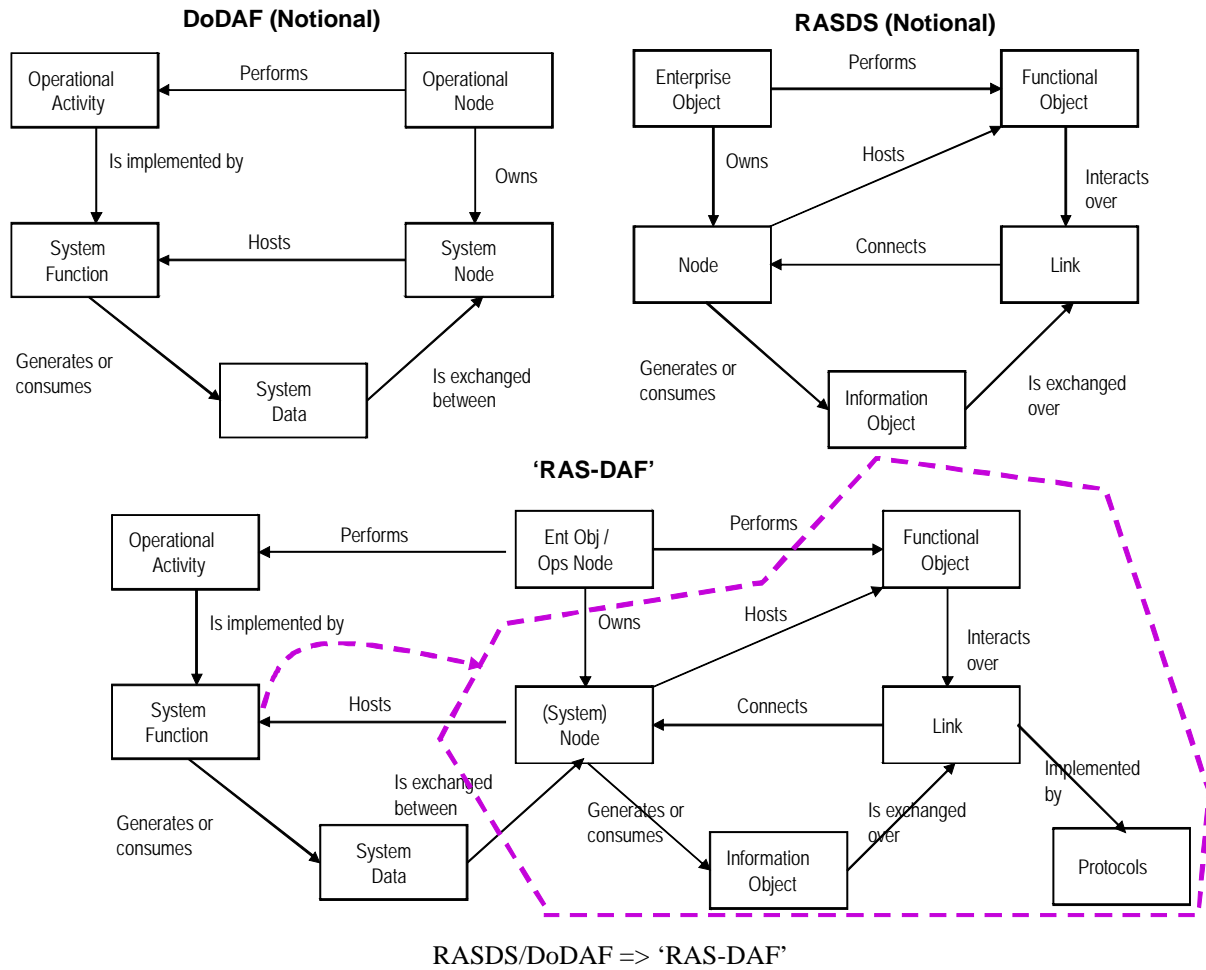 DoDAF (Notional)
Operational
Activity
Performs
Operational
Node
Is implemented by
Owns
System
Function
Hosts
System
Node
Generates or
consumes
System
Data
Is exchanged
between
RASDS (Notional)
Enterprise
Object
Performs
Functional
Object
Owns
Hosts
Interacts
over
Node
Connects
Link
Generates or
consumes
Information
Object
Is exchanged
over
‘RAS-DAF’
Operational
Activity
Performs
Ent Obj /
Ops Node
Performs
Functional
Object
Is implemented by
Owns
Hosts
Interacts
over
System
Function
Hosts
(System)
Node
Connects
Link
Generates or
consumes
System
Data
Is exchanged
between
Generates or
consumes
Information
Object
Is exchanged
over
Implemented
by
Protocols
RASDS/DoDAF => ‘RAS-DAF’